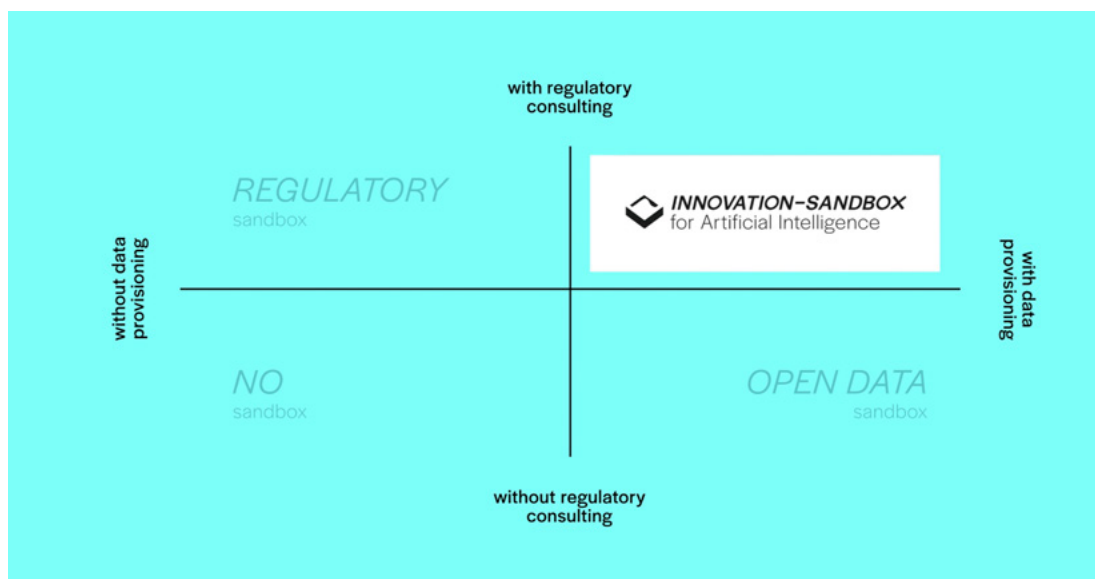 with regulatory
consulting
REGULATORY
sandbox
INNOVATION-SANDBOX
for Artificial Intelligence
without data
provisioning
with data
provisioning
NO
sandbox
OPEN DATA
sandbox
without regulatory
consulting